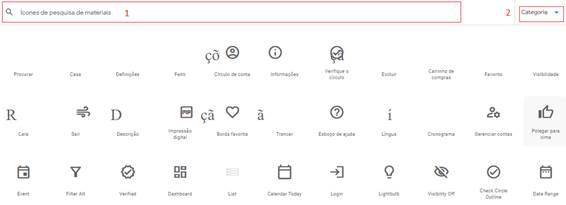 Ícones de pesquisa de materiais
1
2
Categoria
çõ
ça
Procurar
Casa
Definições
Feito
Círculo de conta
Informações
Verifique o
círculo
Excluir
Carrinho de
compras
Favorito
Visibilidade
R
D
çã
ã
í
Cara
Sair
Descrição
Impressão
digital
Borda favorita
Trancar
Esboço de ajuda
Língua
Cronograma
Gerenciar contas
Polegar para
cima
Event
Filter Alt
Verified
Dashboard
List
Calendar Today
Login
Lightbulb
Visibility Off
Check Circle
Outline
Date Range